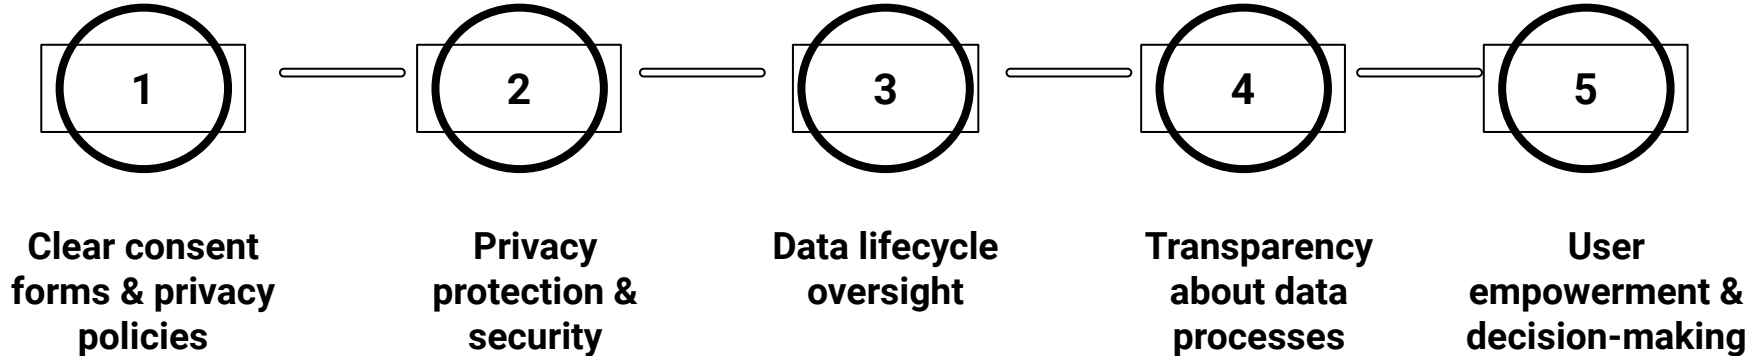 1
2
3
4
5
Clear consent
forms & privacy
policies
Privacy
protection &
security
Data lifecycle
oversight
Transparency
about data
processes
User
empowerment &
decision-making